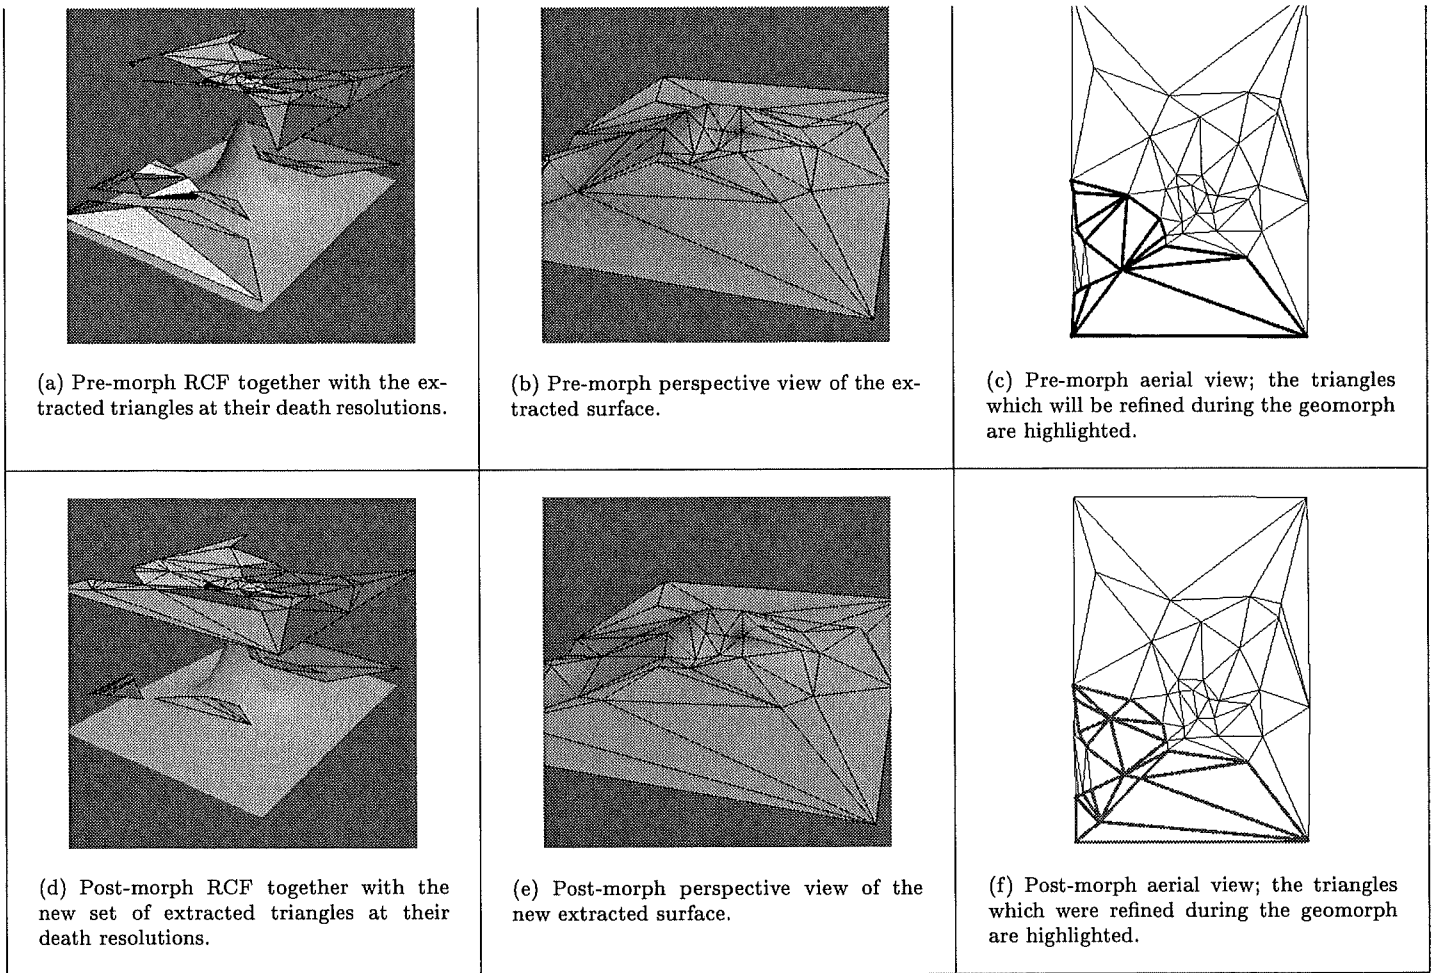 (a) Pre-morph RCF together with the ex-
tracted triangles at their death resolutions.
(b) Pre-morph perspective view of the ex-
tracted surface.
(c) Pre-morph aerial view; the triangles
which will be refined during the geomorph
are highlighted.
(d) Post-morph RCF together with the
new set of extracted triangles at their
death resolutions.
(e) Post-morph perspective view of the
new extracted surface.
(f) Post-morph aerial view; the triangles
which were refined during the geomorph
are highlighted.